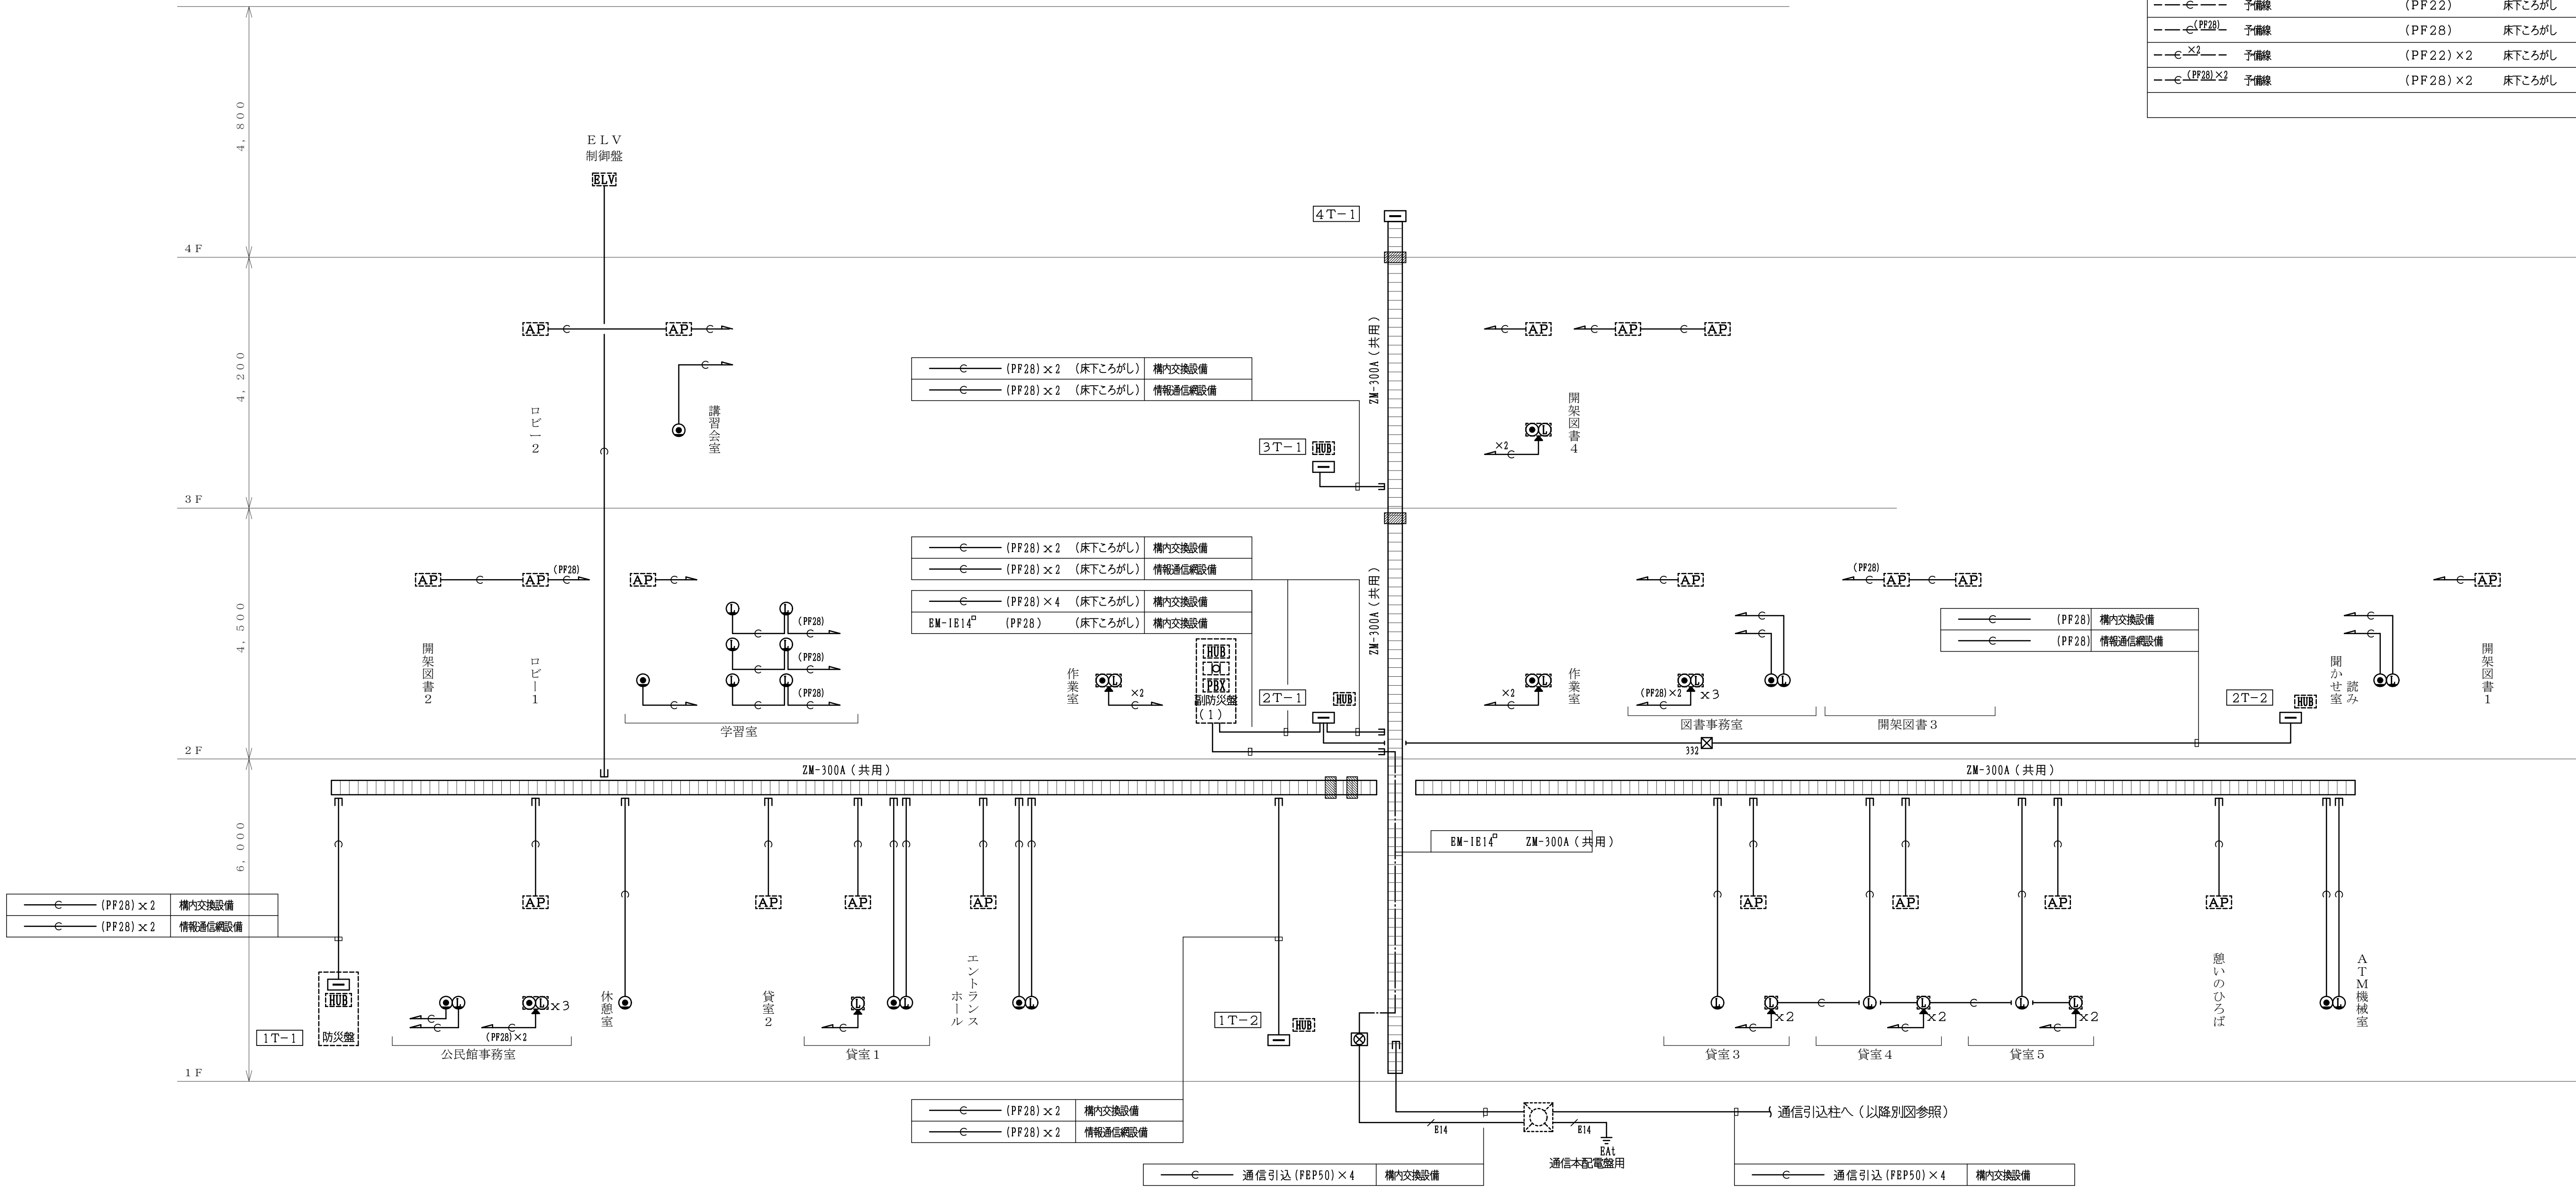 予備線 (PF22) 床下ころがし
(PF28) 予備線 (PF28) 床下ころがし
×2 予備線 (PF22)×2 床下ころがし
(PF28)×2 予備線 (PF28)×2 床下ころがし
4,800
ELV
制御盤
ELV
4T-1
4F
4,200
AP C AP C
C
ロビー2
講習会室
(PF28)×2 (床下ころがし) 構内交換設備
(PF28)×2 (床下ころがし) 情報通信網設備
ZM-300A(共用)
3T-1 HUB
C AP C AP C AP
L
×2
開架図書4
3F
4,500
AP C AP (PF28) C AP C
開架図書2
ロビー1
L L (PF28)
L L (PF28)
L L (PF28)
学習室
(PF28)×2 (床下ころがし) 構内交換設備
(PF28)×2 (床下ころがし) 情報通信網設備
(PF28)×4 (床下ころがし) 構内交換設備
EM-IE14□ (PF28) (床下ころがし) 構内交換設備
ZM-300A(共用)
作業室
L
×2
HUB
PBX
副防災盤
(1)
2T-1 HUB
C AP (PF28) C AP C AP C AP
×2
L
作業室
(PF28)×2
L
x3
L
図書事務室
開架図書3
(PF28) 構内交換設備
(PF28) 情報通信網設備
2T-2 HUB
読み
聞かせ室
L
開架図書1
332
2F
6,000
ZM-300A(共用)
ZM-300A(共用)
EM-IE14□ ZM-300A(共用)
AP AP AP AP
AP AP AP AP
(PF28)×2 構内交換設備
(PF28)×2 情報通信網設備
HUB
防災盤
1T-1
L
L
x3
(PF28)×2
公民館事務室
休憩室
貸室2
L
L
貸室1
エントランス
ホール
L
1T-2 HUB
L L x2
貸室3
L L x2
貸室4
L L x2
貸室5
憩いのひろば
L
ATM機械室
1F
(PF28)×2 構内交換設備
(PF28)×2 情報通信網設備
E14
E14
EAt
通信本配電盤用
通信引込柱へ(以降別図参照)
通信引込(FEP50)×4 構内交換設備
通信引込(FEP50)×4 構内交換設備